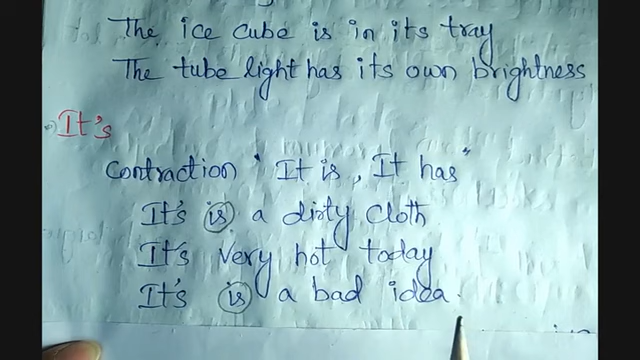 The ice cube is in its tray
The tube light has its own brightness
It's
Contraction "It is, It has"
It's is a dirty cloth
It's very hot today
It's is a bad idea.